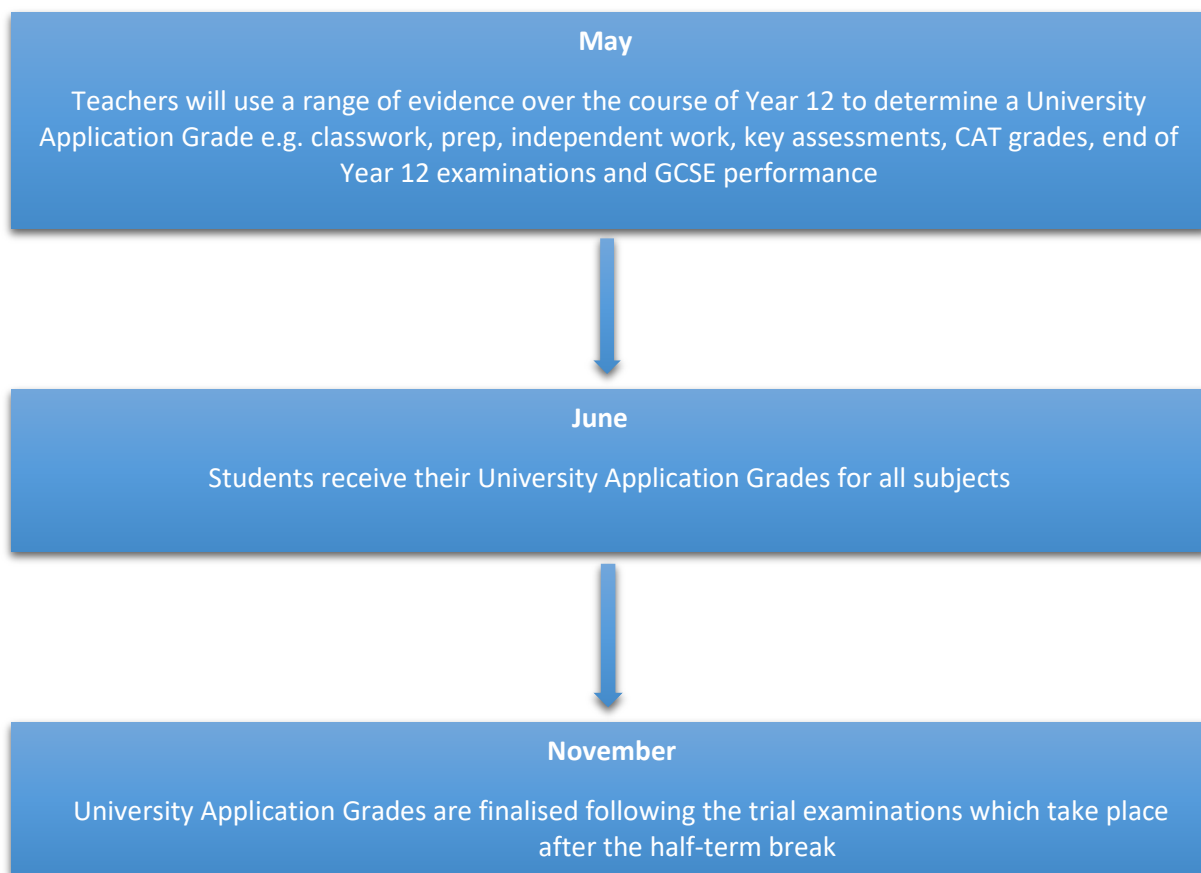 May
Teachers will use a range of evidence over the course of Year 12 to determine a University
Application Grade e.g. classwork, prep, independent work, key assessments, CAT grades, end of
Year 12 examinations and GCSE performance
June
Students receive their University Application Grades for all subjects
November
University Application Grades are finalised following the trial examinations which take place
after the half-term break